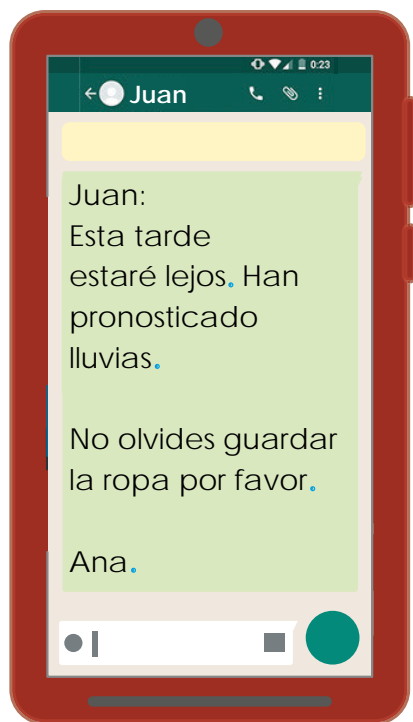 0:23
Juan
Juan:
Esta tarde
estaré lejos. Han
pronosticado
lluvias.
No olvides guardar
la ropa por favor.
Ana.